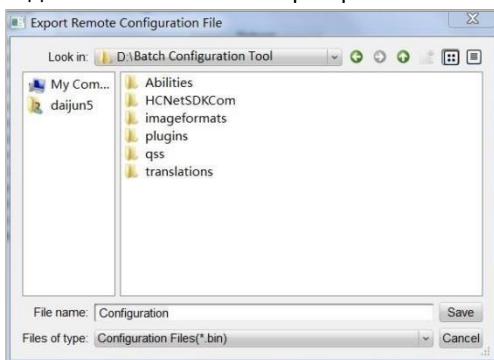 Export Remote Configuration File
Look in: D:\Batch Configuration Tool
My Com...
daijun5
Abilities
HCNetSDKCom
imageformats
plugins
qss
translations
File name: Configuration Save
Files of type: Configuration Files(*.bin) Cancel